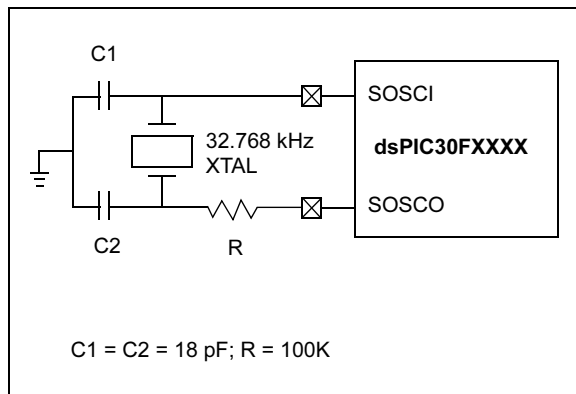 C1
SOSCI
32.768 kHz
XTAL
dsPIC30FXXXX
SOSCO
C2
R
C1 = C2 = 18 pF; R = 100K